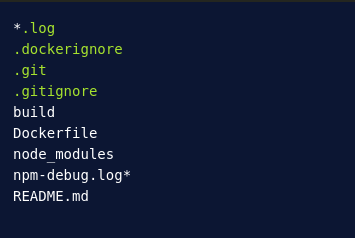 *.log
.dockerignore
.git
.gitignore
build
Dockerfile
node_modules
npm-debug.log*
README.md